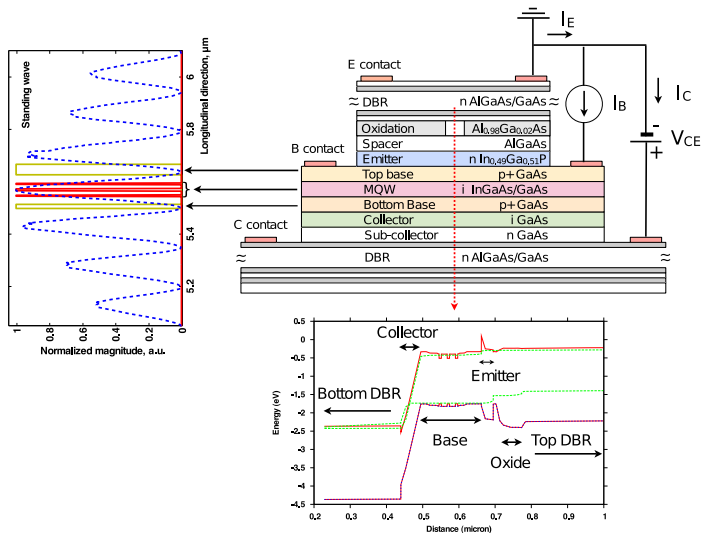 Standing wave
Longitudinal direction, µm
6
5.8
5.4
5.2
1
0.8
0.6
0.4
0.2
0
Normalized magnitude, a.u.
I_E
E contact
≈ DBR n AlGaAs/GaAs ≈
Oxidation Al0.98Ga0.02As
Spacer AlGaAs
B contact
Emitter n In0.49Ga0.51P
Top base p+GaAs
MQW i InGaAs/GaAs
Bottom Base p+GaAs
C contact
Collector i GaAs
Sub-collector n GaAs
≈ DBR n AlGaAs/GaAs ≈
I_B
I_C
-
V_CE
+
0.5
0
-0.5
-1
-1.5
-2
-2.5
-3
-3.5
-4
-4.5
Energy (eV)
Collector
Emitter
Bottom DBR
Base
Oxide
Top DBR
0.2 0.3 0.4 0.5 0.6 0.7 0.8 0.9 1
Distance (micron)